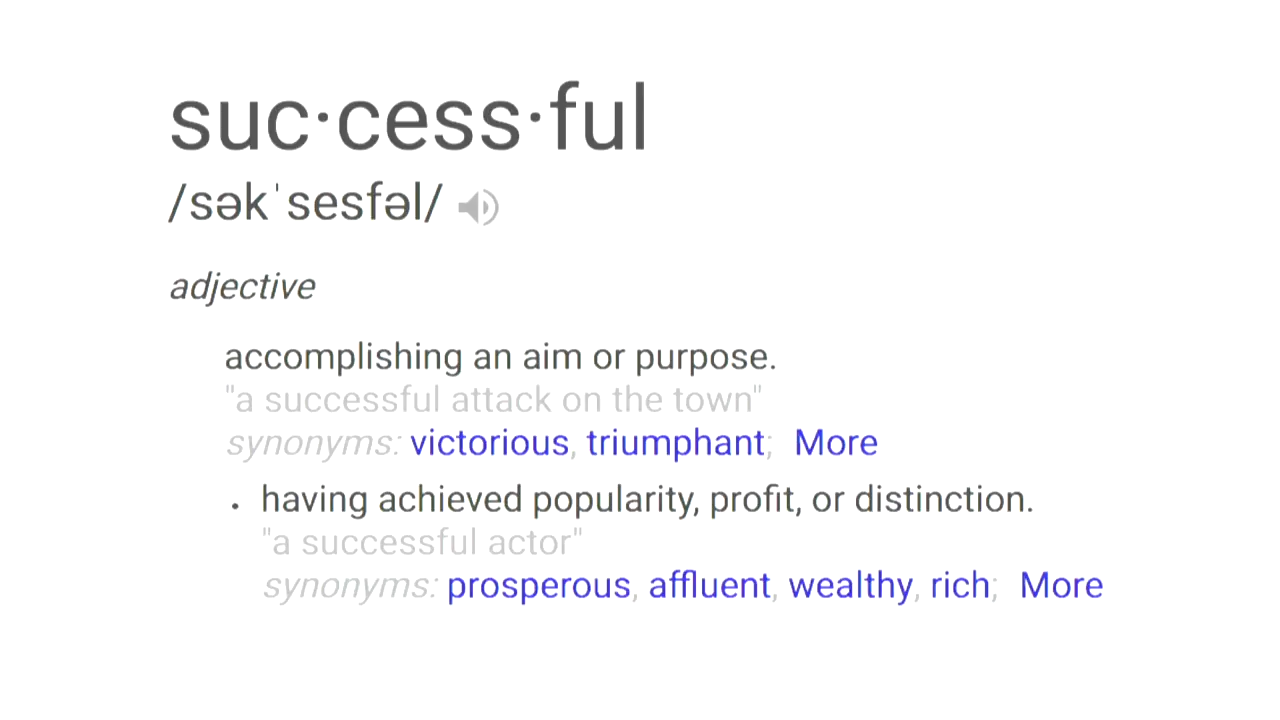 suc·cess·ful
/səkˈsesfəl/
adjective
accomplishing an aim or purpose.
"a successful attack on the town"
synonyms: victorious, triumphant; More
• having achieved popularity, profit, or distinction.
"a successful actor"
synonyms: prosperous, affluent, wealthy, rich; More